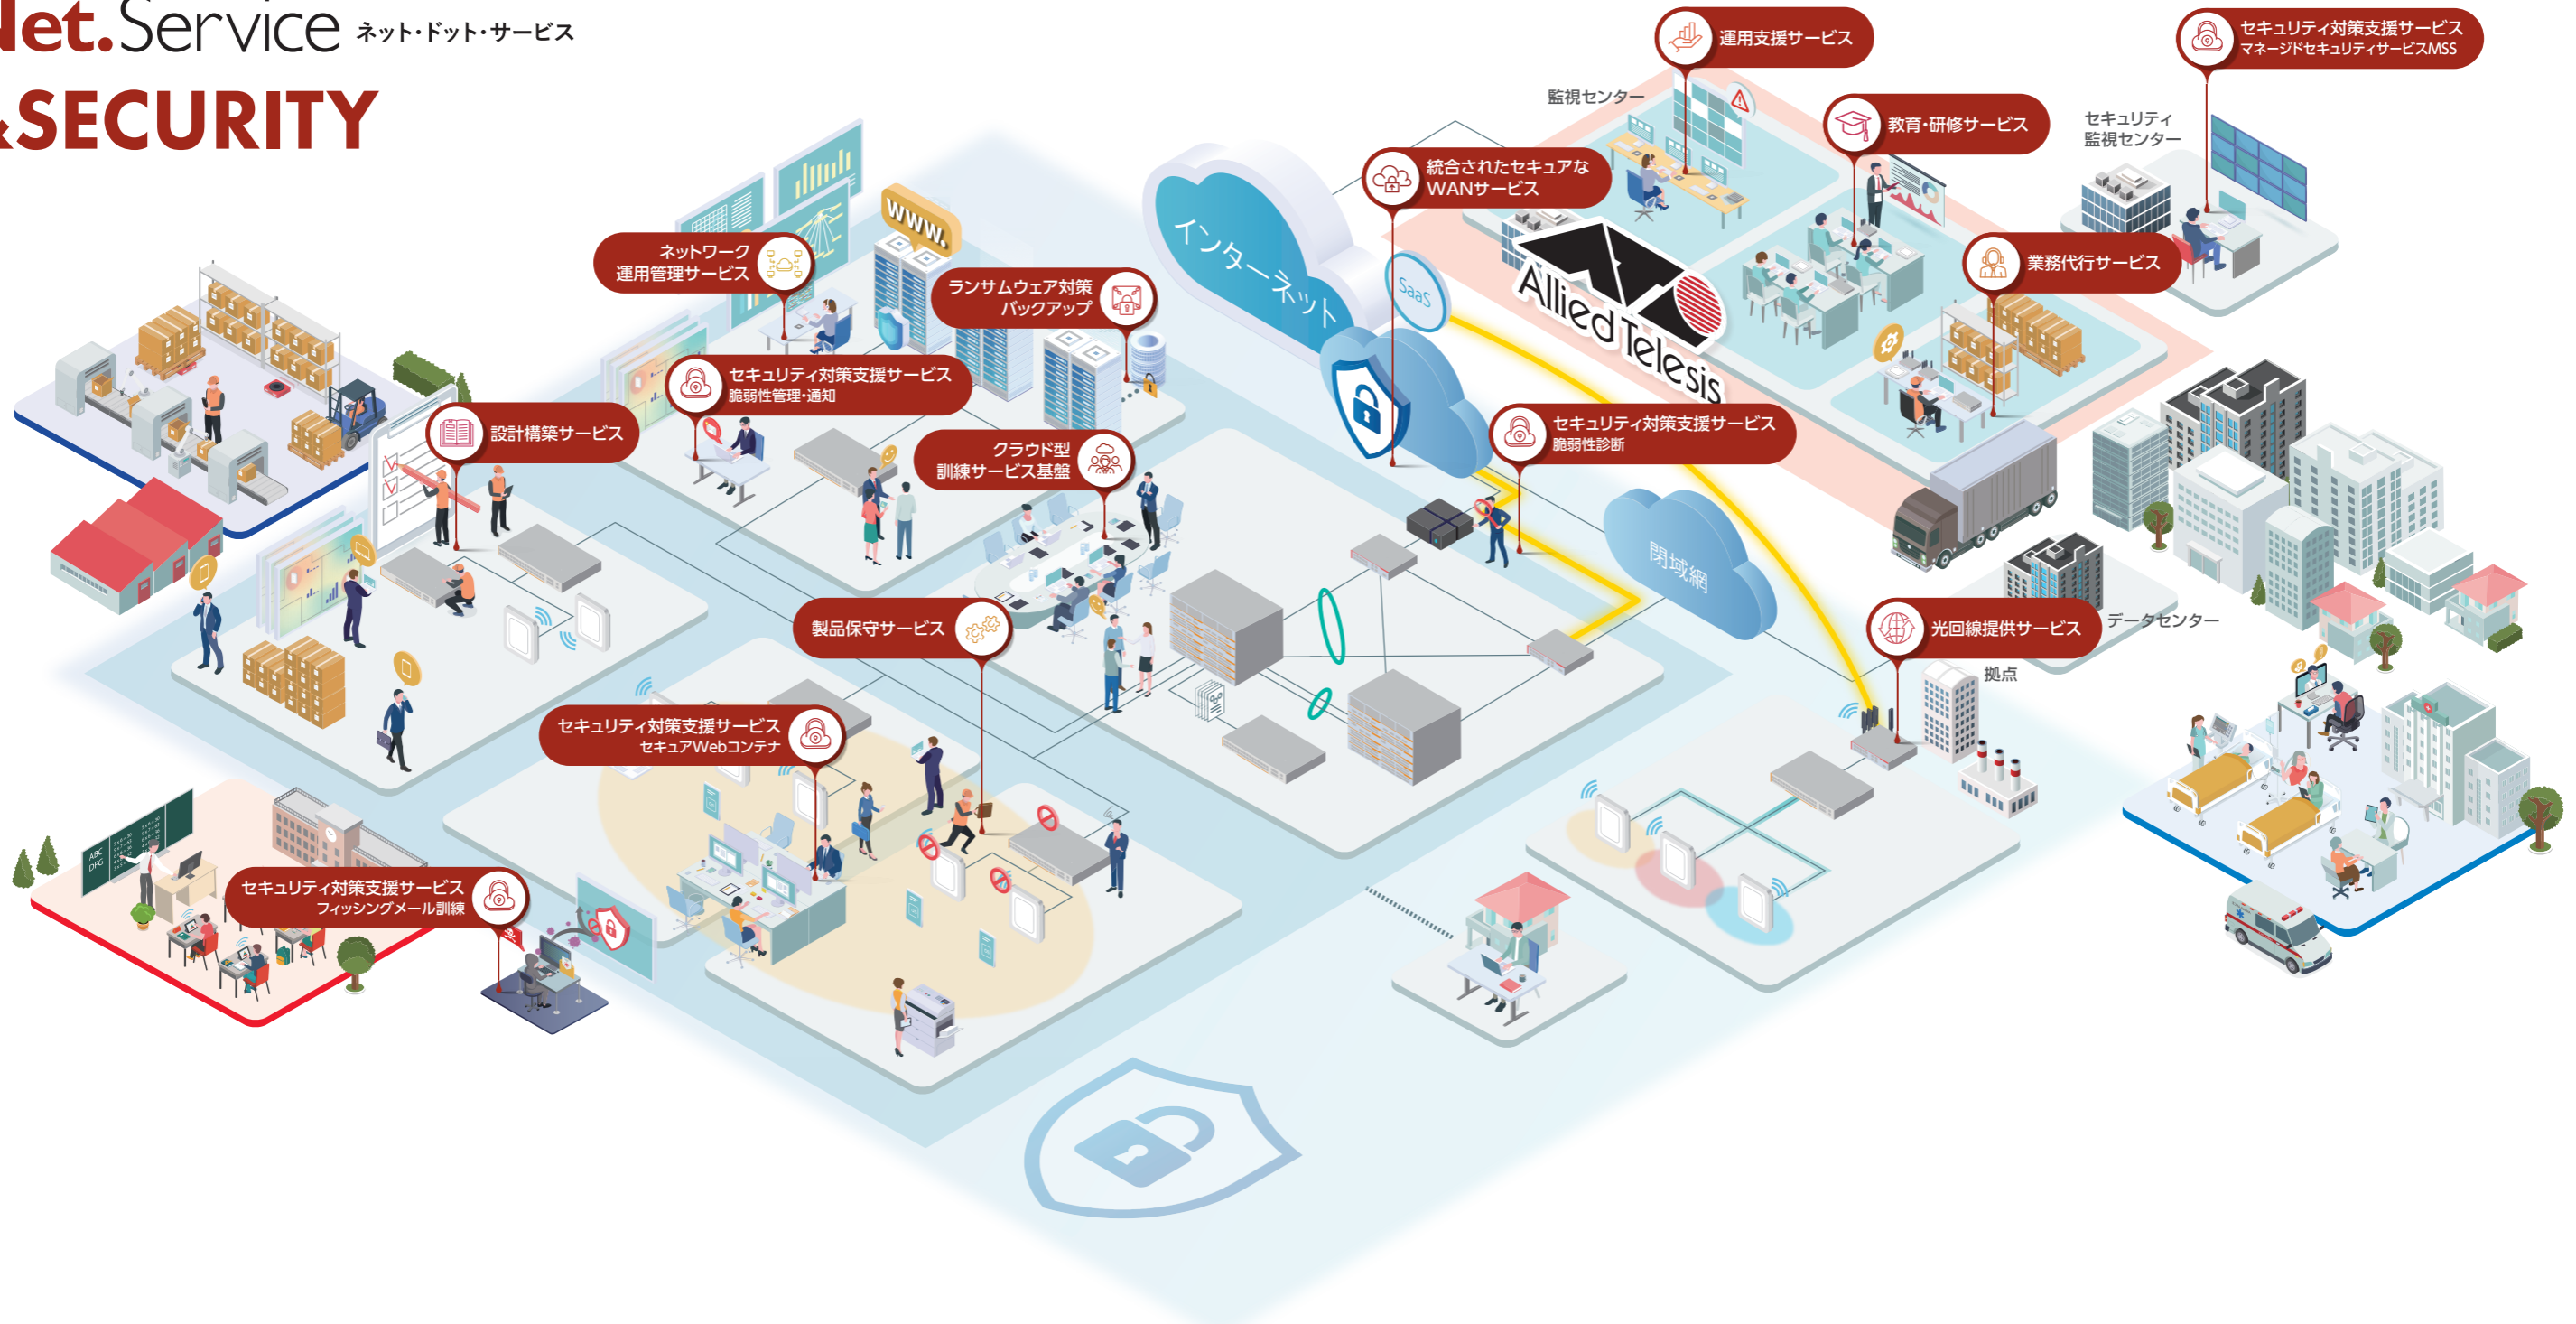 Net.Service ネット・ドット・サービス
&SECURITY
運用支援サービス
セキュリティ対策支援サービス
マネージドセキュリティサービスMSS
監視センター
教育・研修サービス
セキュリティ
監視センター
統合されたセキュアな
WANサービス
WWW.
インターネット
SaaS
Allied Telesis
業務代行サービス
ネットワーク
運用管理サービス
ランサムウェア対策
バックアップ
セキュリティ対策支援サービス
脆弱性管理・通知
設計構築サービス
クラウド型
訓練サービス基盤
セキュリティ対策支援サービス
脆弱性診断
閉域網
製品保守サービス
光回線提供サービス
データセンター
拠点
セキュリティ対策支援サービス
セキュアWebコンテナ
ABC
DFG
セキュリティ対策支援サービス
フィッシングメール訓練